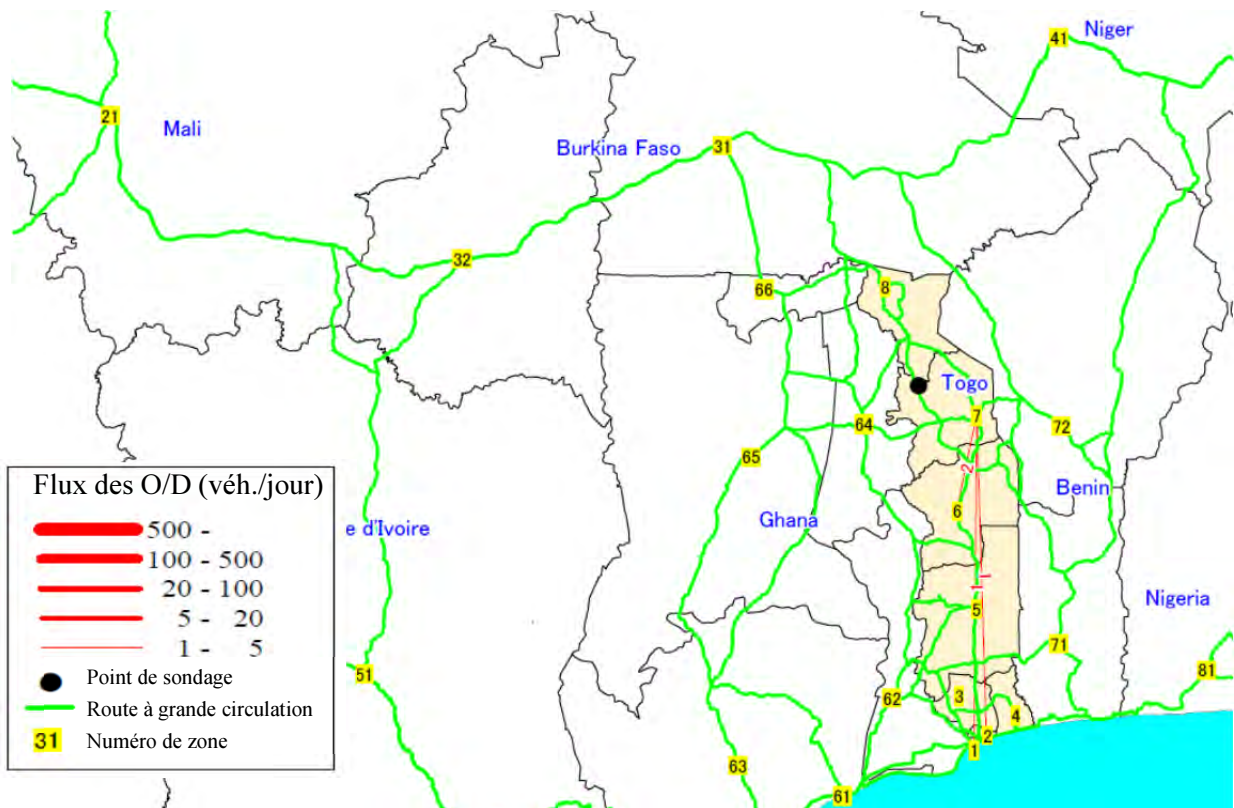 Niger
41
21
Mali
Burkina Faso
31
32
66
8
Togo
7
64
72
65
2
Benin
6
Ghana
Flux des O/D (véh./jour)
500 -
100 - 500
20 - 100
5 - 20
1 - 5
Point de sondage
Route à grande circulation
31 Numéro de zone
e d'Ivoire
1
1
5
Nigeria
71
51
81
62
3
4
2
1
63
61